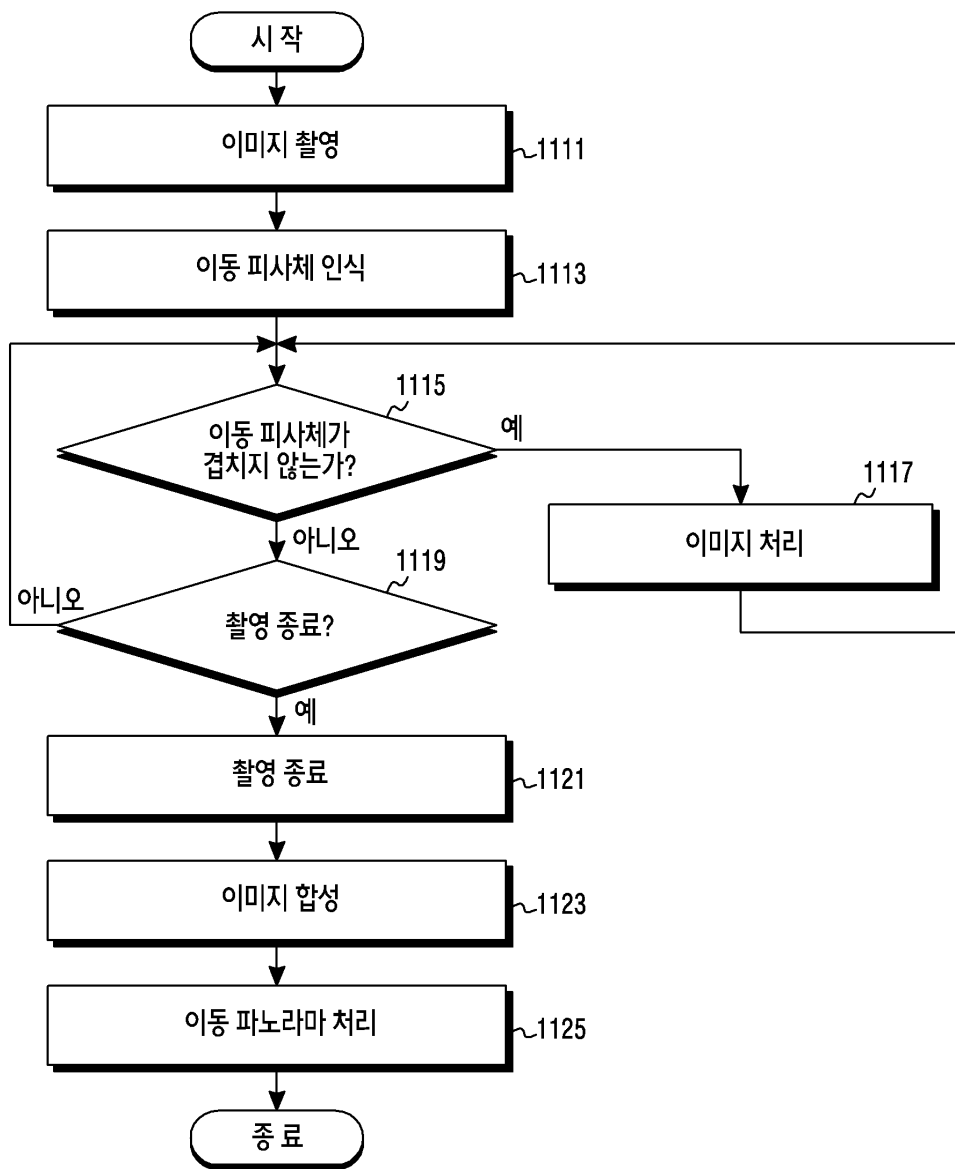 시 작
이미지 촬영
1111
이동 피사체 인식
1113
1115
이동 피사체가
겹치지 않는가?
예
1117
이미지 처리
아니오
1119
아니오
촬영 종료?
예
촬영 종료
1121
이미지 합성
1123
이동 파노라마 처리
1125
종 료